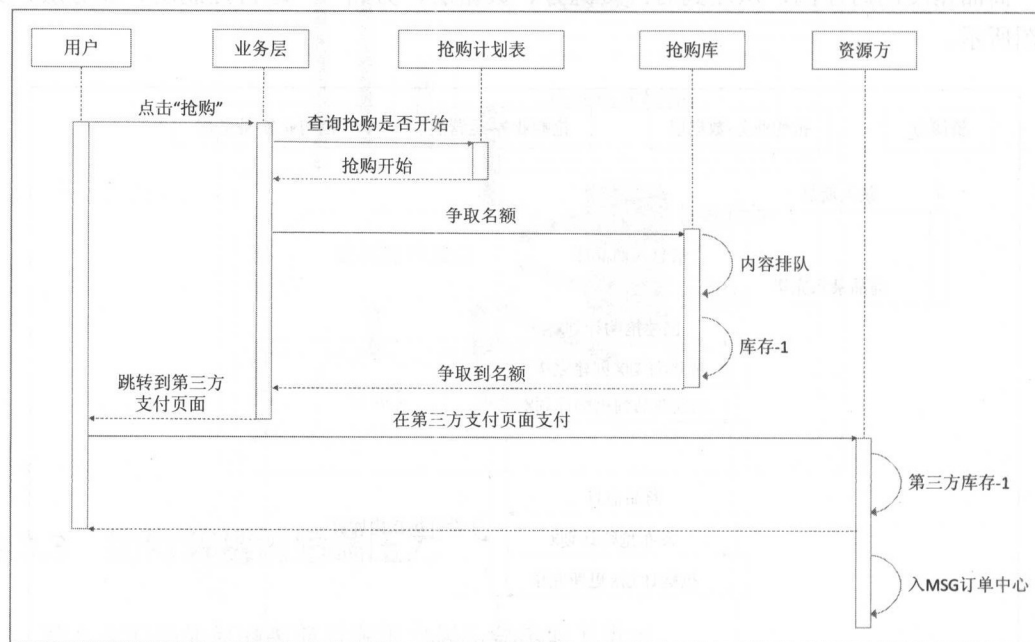 用户
业务层
抢购计划表
抢购库
资源方
点击“抢购”
查询抢购是否开始
抢购开始
争取名额
内容排队
库存-1
争取到名额
跳转到第三方
支付页面
在第三方支付页面支付
第三方库存-1
入MSG订单中心